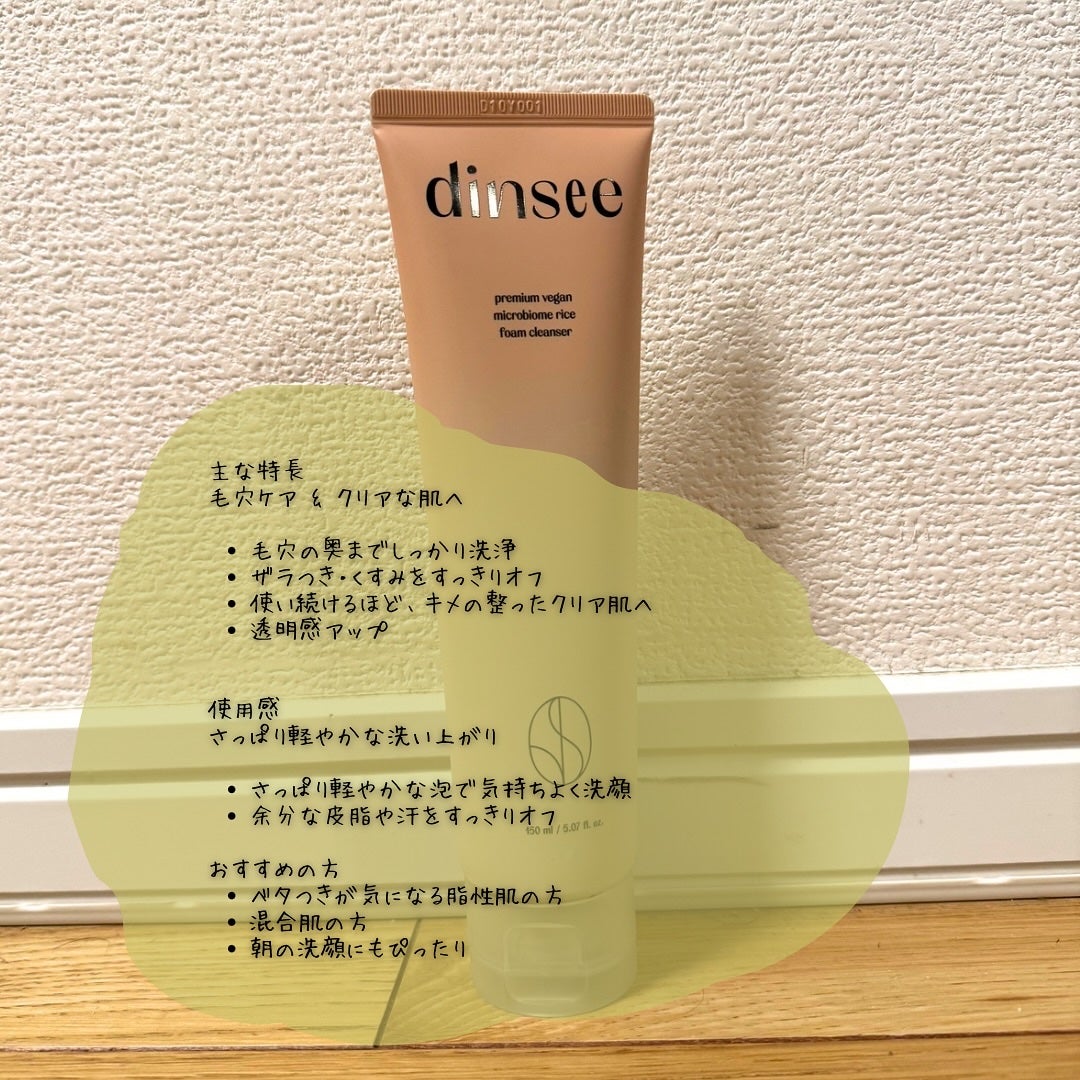 D10Y001
dinsee
premium vegan
microbiome rice
foam cleanser
主な特長
毛穴ケア & クリアな肌へ
• 毛穴の奥までしっかり洗浄
• ザラつき・くすみをすっきりオフ
• 使い続けるほど、キメの整ったクリア肌へ
• 透明感アップ
使用感
さっぱり軽やかな洗い上がり
• さっぱり軽やかな泡で気持ちよく洗顔
• 余分な皮脂や汗をすっきりオフ
150 ml / 5.07 fl. oz.
おすすめの方
• ベタつきが気になる脂性肌の方
• 混合肌の方
• 朝の洗顔にもぴったり